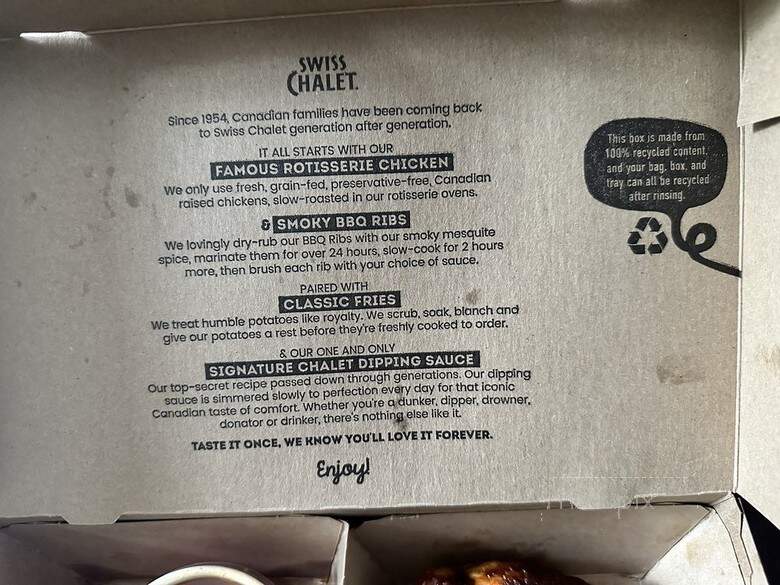 SWISS
CHALET.
Since 1954, Canadian families have been coming back
to Swiss Chalet generation after generation.
IT ALL STARTS WITH OUR
FAMOUS ROTISSERIE CHICKEN
We only use fresh, grain-fed, preservative-free, Canadian
raised chickens, slow-roasted in our rotisserie ovens.
& SMOKY BBQ RIBS
We lovingly dry-rub our BBQ Ribs with our smoky mesquite
spice, marinate them for over 24 hours, slow-cook for 2 hours
more, then brush each rib with your choice of sauce.
PAIRED WITH
CLASSIC FRIES
We treat humble potatoes like royalty. We scrub, soak, blanch and
give our potatoes a rest before they're freshly cooked to order.
& OUR ONE AND ONLY
SIGNATURE CHALET DIPPING SAUCE
Our top-secret recipe passed down through generations. Our dipping
sauce is simmered slowly to perfection every day for that iconic
Canadian taste of comfort. Whether you're a dunker, dipper, drowner,
donator or drinker, there's nothing else like it.
TASTE IT ONCE, WE KNOW YOU'LL LOVE IT FOREVER.
Enjoy!
This box is made from
100% recycled content,
and your bag, box, and
tray can all be recycled
after rinsing.